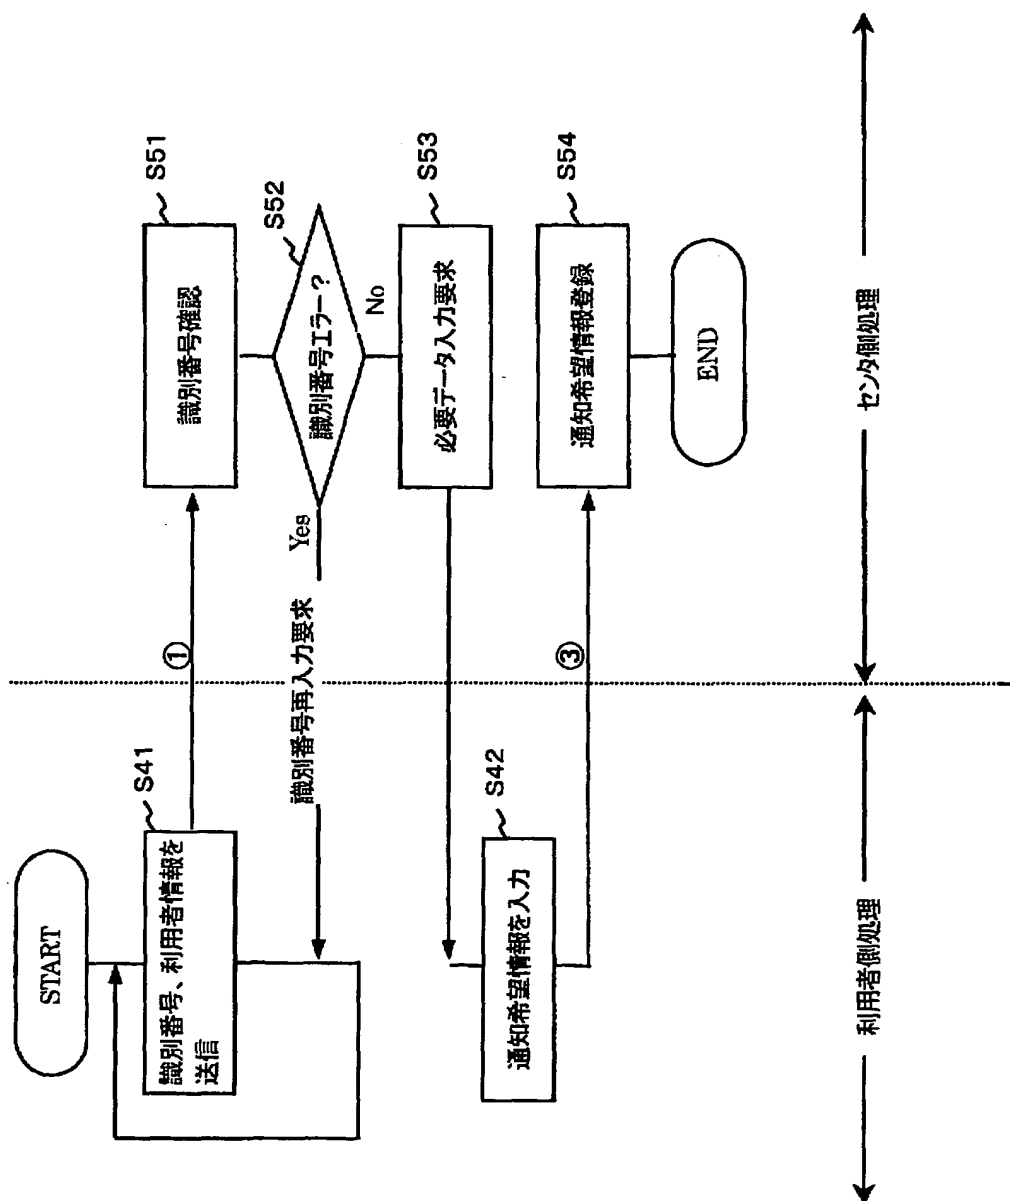 START
S41
識別番号、利用者情報を
送信
①
S51
識別番号確認
S52
識別番号エラー?
Yes
No
識別番号再入力要求
S53
必要データ入力要求
S42
通知希望情報を入力
③
S54
通知希望情報登録
END
利用者側処理
センタ側処理